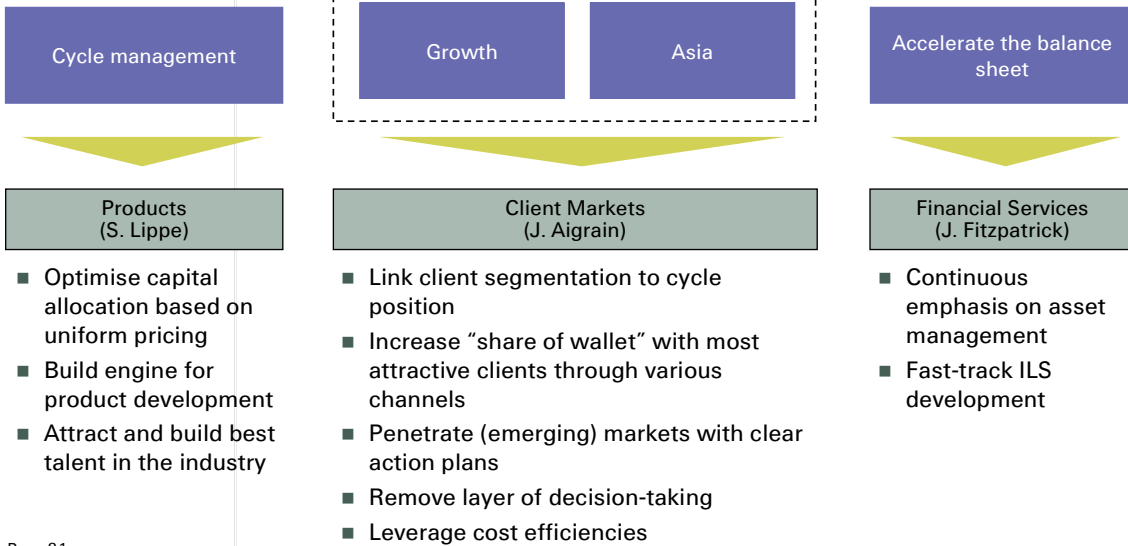 Cycle management
Growth
Asia
Accelerate the balance
sheet
Products
(S. Lippe)
■ Optimise capital
allocation based on
uniform pricing
■ Build engine for
product development
■ Attract and build best
talent in the industry
Client Markets
(J. Aigrain)
■ Link client segmentation to cycle
position
■ Increase “share of wallet” with most
attractive clients through various
channels
■ Penetrate (emerging) markets with clear
action plans
■ Remove layer of decision-taking
■ Leverage cost efficiencies
Financial Services
(J. Fitzpatrick)
■ Continuous
emphasis on asset
management
■ Fast-track ILS
development